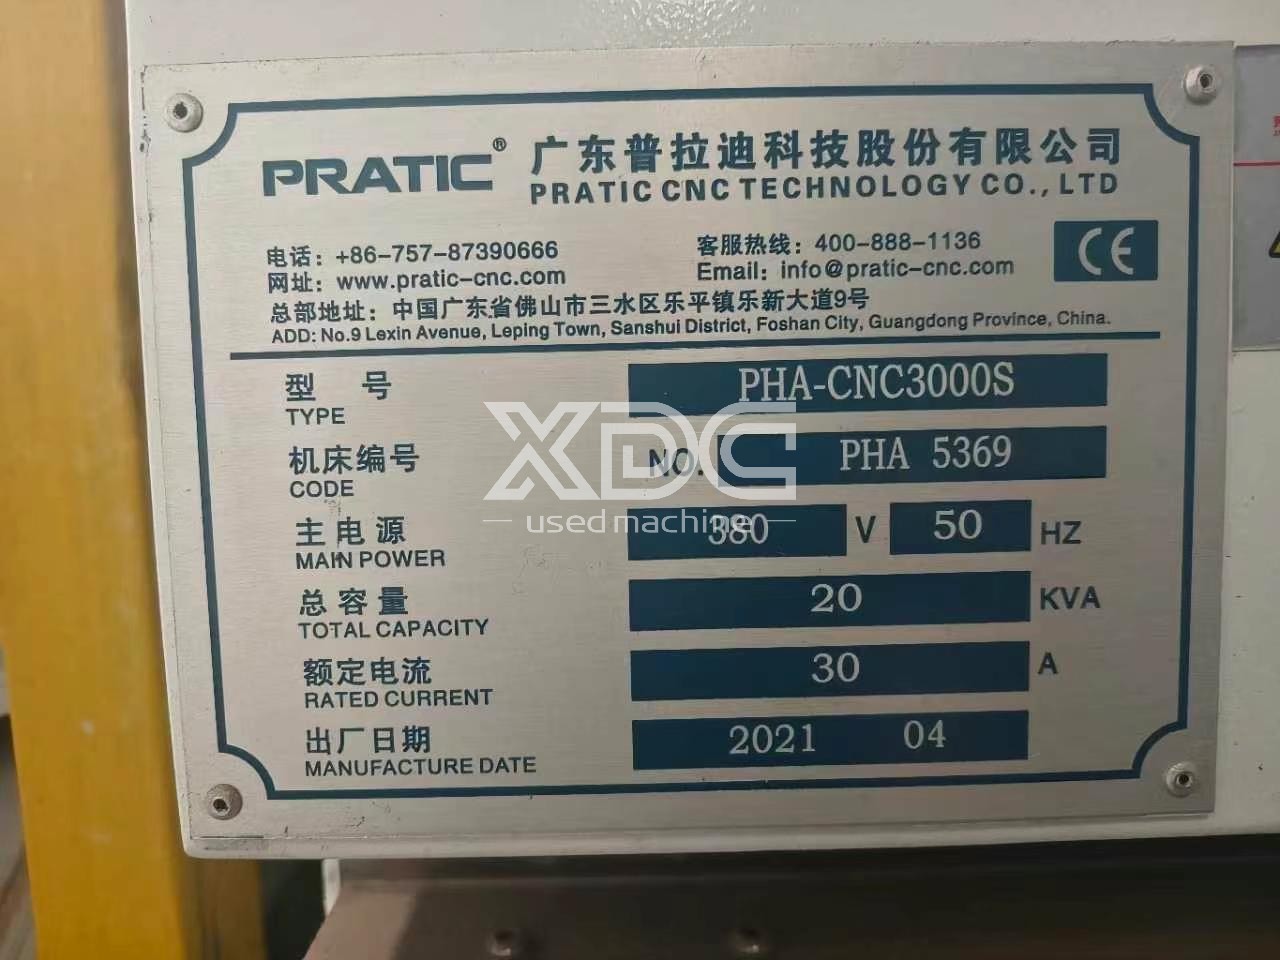 PRATIC® 广东普拉迪科技股份有限公司
PRATIC CNC TECHNOLOGY CO., LTD
电话: +86-757-87390666 客服热线: 400-888-1136
网址: www.pratic-cnc.com Email: info@pratic-cnc.com
CE
总部地址: 中国广东省佛山市三水区乐平镇乐新大道9号
ADD: No.9 Lexin Avenue, Leping Town, Sanshui District, Foshan City, Guangdong Province, China.
型 号 PHA-CNC3000S
TYPE
XDC
used machine
机床编号 NO. PHA 5369
CODE
主电源 380 V 50 HZ
MAIN POWER
总容量 20 KVA
TOTAL CAPACITY
额定电流 30 A
RATED CURRENT
出厂日期 2021 04
MANUFACTURE DATE